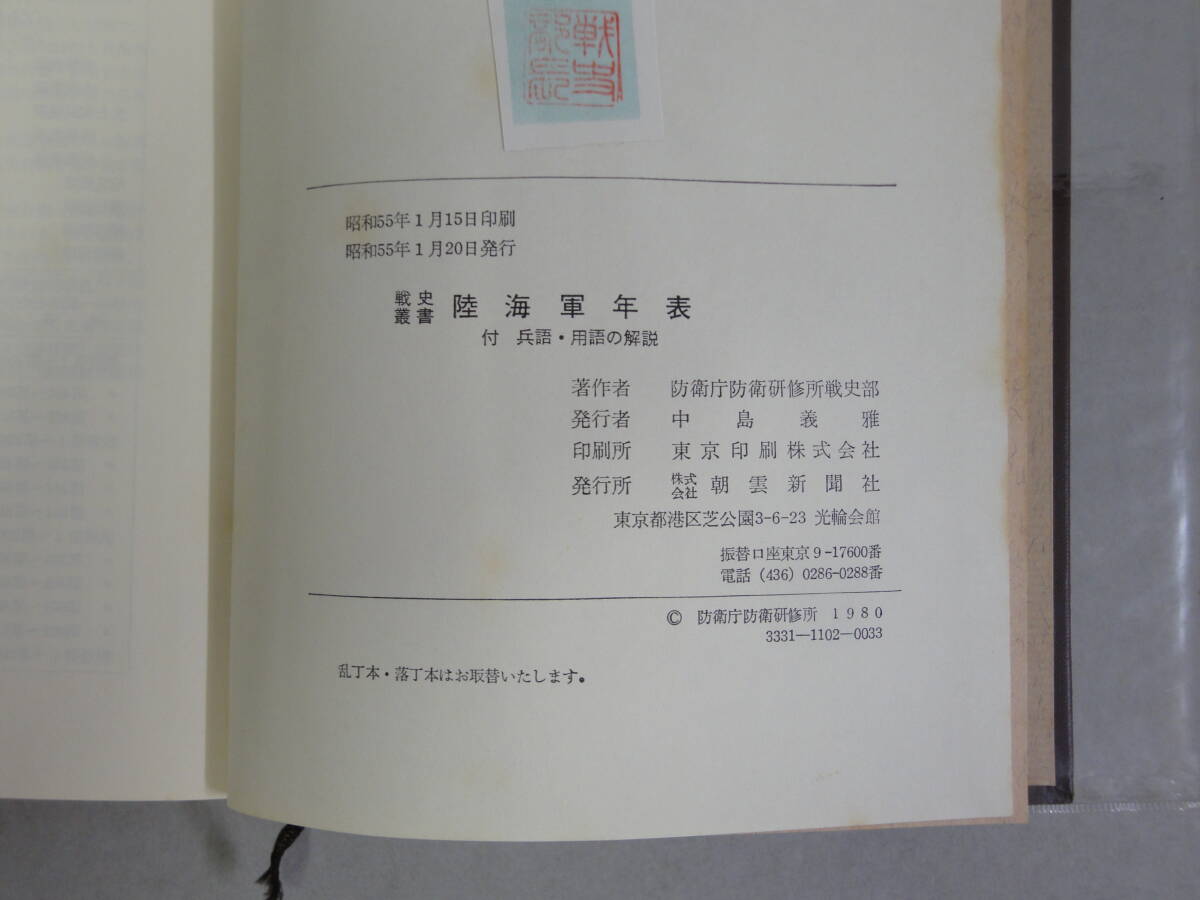 昭和55年1月15日印刷
昭和55年1月20日発行
戦史叢書 陸海軍年表
付 兵語・用語の解説
著作者 防衛庁防衛研修所戦史部
発行者 中島義雅
印刷所 東京印刷株式会社
発行所 株式会社 朝雲新聞社
東京都港区芝公園3-6-23 光輪会館
振替口座東京9-17600番
電話 (436) 0286-0288番
© 防衛庁防衛研修所 1980
3331-1102-0033
乱丁本・落丁本はお取替いたします。